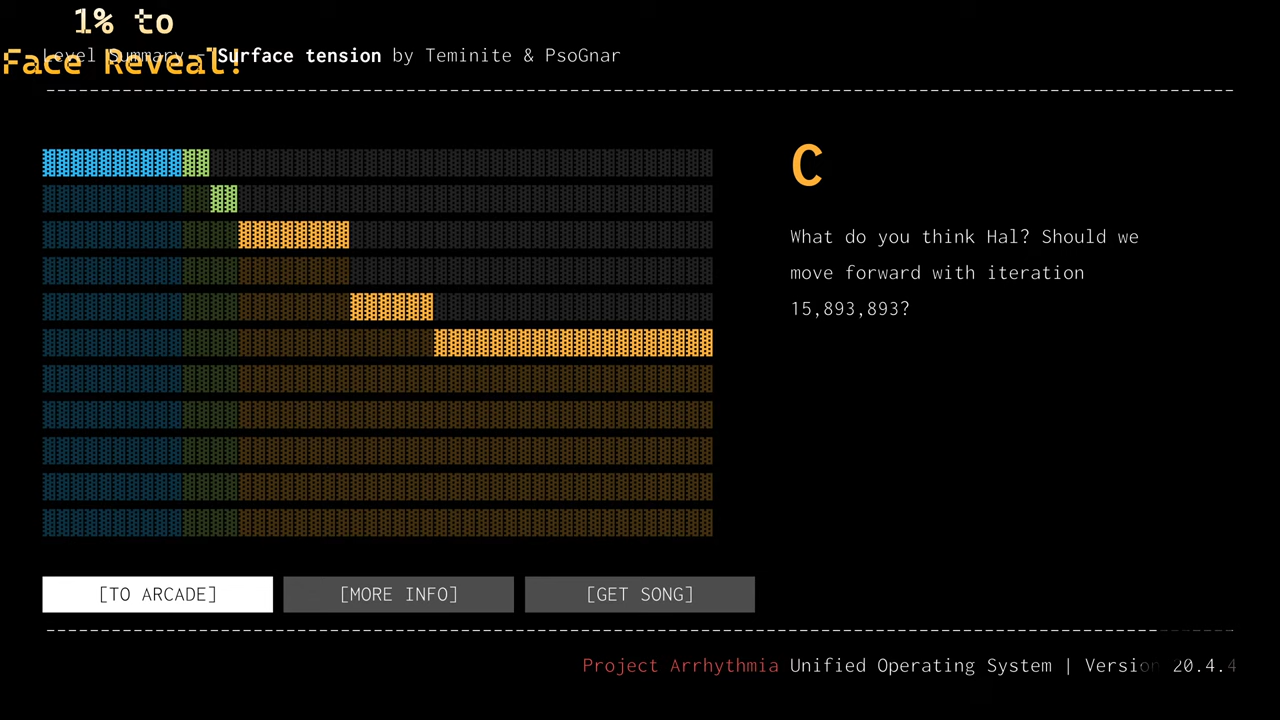 1% to
Face Reveal!
Level Summary - Surface tension by Teminite & PsoGnar
C
What do you think Hal? Should we
move forward with iteration
15,893,893?
[TO ARCADE] [MORE INFO] [GET SONG]
Project Arrhythmia Unified Operating System | Version 20.4.4